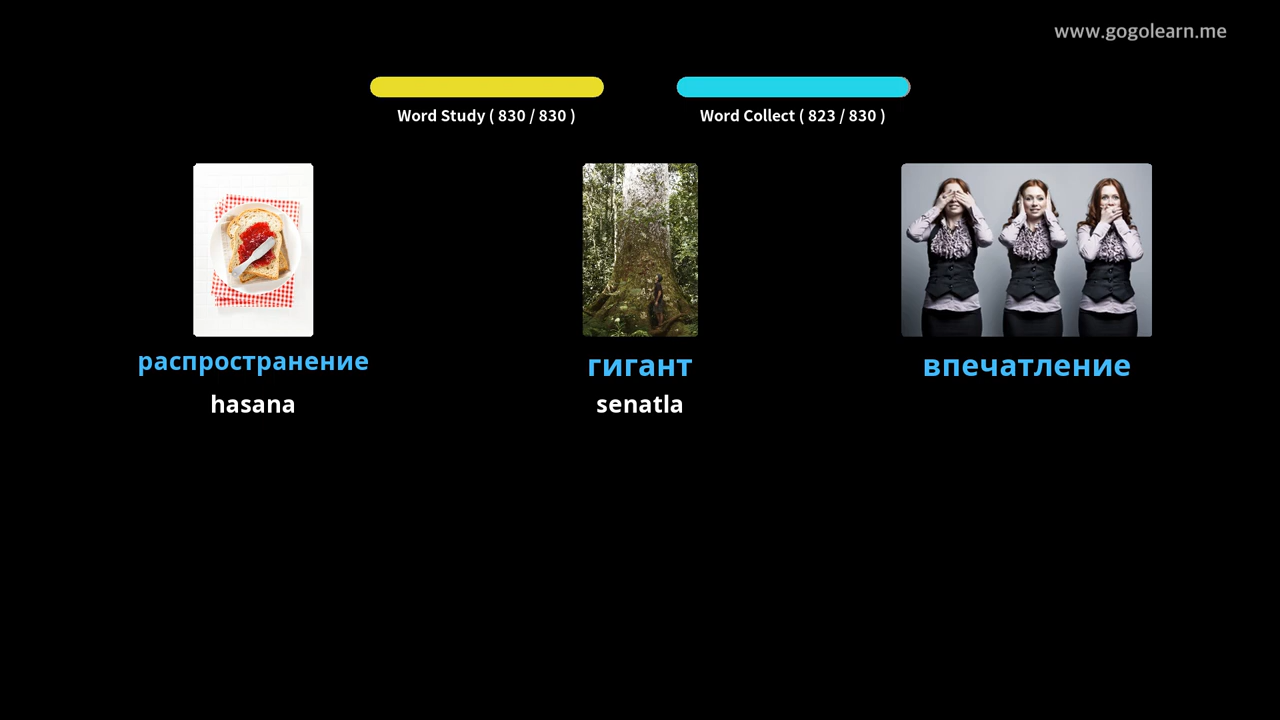 www.gogolearn.me
Word Study ( 830 / 830 )
Word Collect ( 823 / 830 )
распространение
гигант
впечатление
hasana
senatla